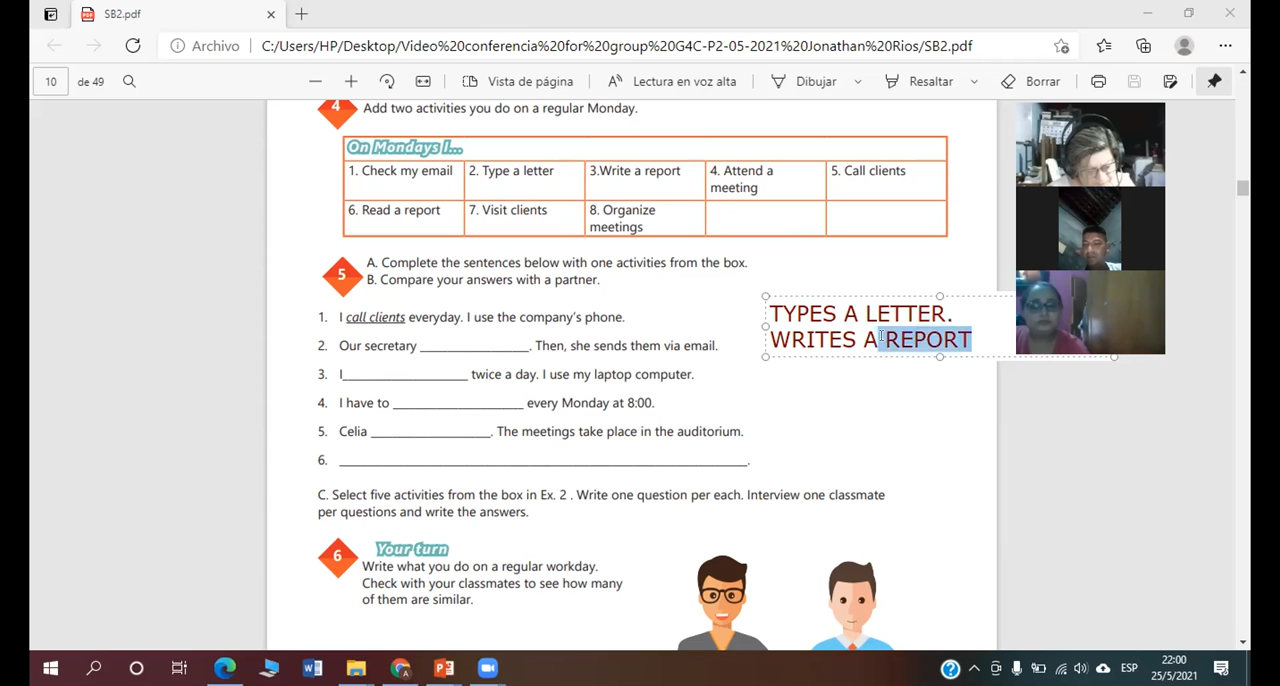 SB2.pdf
Archivo
C:/Users/HP/Desktop/Video%20conferencia%20for%20group%20G4C-P2-05-2021%20Jonathan%20Rios/SB2.pdf
10 de 49
Vista de página
Lectura en voz alta
Dibujar
Resaltar
Borrar
4
Add two activities you do on a regular Monday.
On Mondays I...
1. Check my email
2. Type a letter
3.Write a report
4. Attend a
meeting
5. Call clients
6. Read a report
7. Visit clients
8. Organize
meetings
5
A. Complete the sentences below with one activities from the box.
B. Compare your answers with a partner.
1. I call clients everyday. I use the company's phone.
2. Our secretary __________________. Then, she sends them via email.
3. I____________________ twice a day. I use my laptop computer.
4. I have to _____________________ every Monday at 8:00.
5. Celia ___________________. The meetings take place in the auditorium.
6. __________________________________________________________________.
TYPES A LETTER.
WRITES A REPORT
C. Select five activities from the box in Ex. 2 . Write one question per each. Interview one classmate
per questions and write the answers.
6
Your turn
Write what you do on a regular workday.
Check with your classmates to see how many
of them are similar.
ESP
22:00
25/5/2021